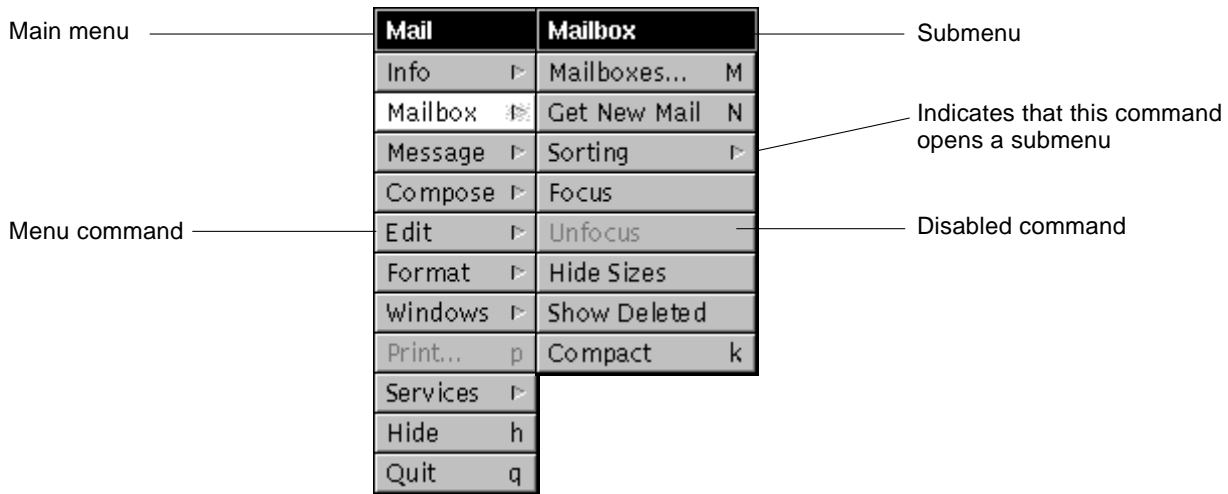 Main menu
Mail
Info
Mailbox
Message
Compose
Edit
Format
Windows
Print... p
Services
Hide h
Quit q
Mailbox
Mailboxes... M
Get New Mail N
Sorting
Focus
Unfocus
Hide Sizes
Show Deleted
Compact k
Submenu
Indicates that this command
opens a submenu
Menu command
Disabled command